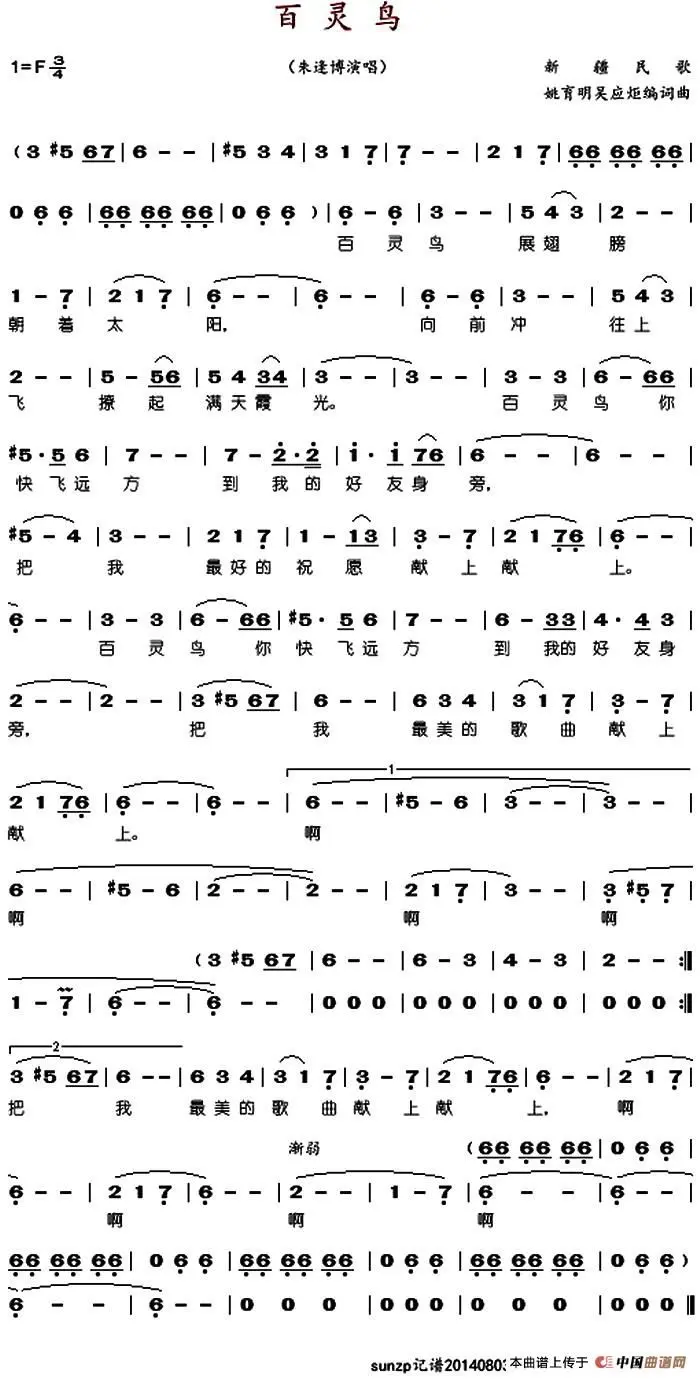 百灵鸟
1=F 3/4 （朱逢博演唱） 新疆民歌
姚育明吴应炬编词曲
（3 #5 67 | 6 - - | #5 3 4 | 3 1 7 | 7 - - | 2 1 7 | 66 66 66 |
0 6 6 | 66 66 66 | 0 6 6 ）| 6 - 6 | 3 - - | 5 4 3 | 2 - - |
百灵鸟 展翅膀
1 - 7 | 2 1 7 | 6 - - | 6 - - | 6 - 6 | 3 - - | 5 4 3 |
朝着太阳， 向前冲 往上
2 - - | 5 - 56 | 5 4 34 | 3 - - | 3 - - | 3 - 3 | 6 - 66 |
飞 撩起满天霞光。 百灵鸟你
#5· 5 6 | 7 - - | 7 - 2·2 | 1· 1 76 | 6 - - | 6 - - |
快飞远方 到我的好友身旁，
#5 - 4 | 3 - - | 2 1 7 | 1 - 13 | 3 - 7 | 2 1 76 | 6 - - |
把 我 最好的祝愿 献上献 上。
6 - - | 3 - 3 | 6 - 66 | #5· 5 6 | 7 - - | 6 - 33 | 4· 4 3 |
百灵鸟你快飞远方 到我的好友身
2 - - | 2 - - | 3 #5 67 | 6 - - | 6 3 4 | 3 1 7 | 3 - 7 |
旁， 把 我 最美的歌曲献上
1
2 1 76 | 6 - - | 6 - - | 6 - - | #5 - 6 | 3 - - | 3 - - |
献 上。 啊
6 - - | #5 - 6 | 2 - - | 2 - - | 2 1 7 | 3 - - | 3 #5 7 |
啊 啊 啊
（3 #5 67 | 6 - - | 6 - 3 | 4 - 3 | 2 - - :‖
1 - 7 | 6 - - | 6 - - | 0 0 0 | 0 0 0 | 0 0 0 | 0 0 0 :‖
2
3 #5 67 | 6 - - | 6 3 4 | 3 1 7 | 3 - 7 | 2 1 76 | 6 - - | 2 1 7 |
把 我 最美的歌曲献上献 上， 啊
渐弱 （66 66 66 | 0 6 6 |
6 - - | 2 1 7 | 6 - - | 2 - - | 1 - 7 | 6 - - | 6 - - |
啊 啊 啊
66 66 66 | 0 6 6 | 66 66 66 | 0 6 6 | 66 66 66 | 0 6 6 ）
6 - - | 6 - - | 0 0 0 | 0 0 0 | 0 0 0 | 0 0 0 ‖
sunzp记谱20140803 本曲谱上传于 中国曲谱网